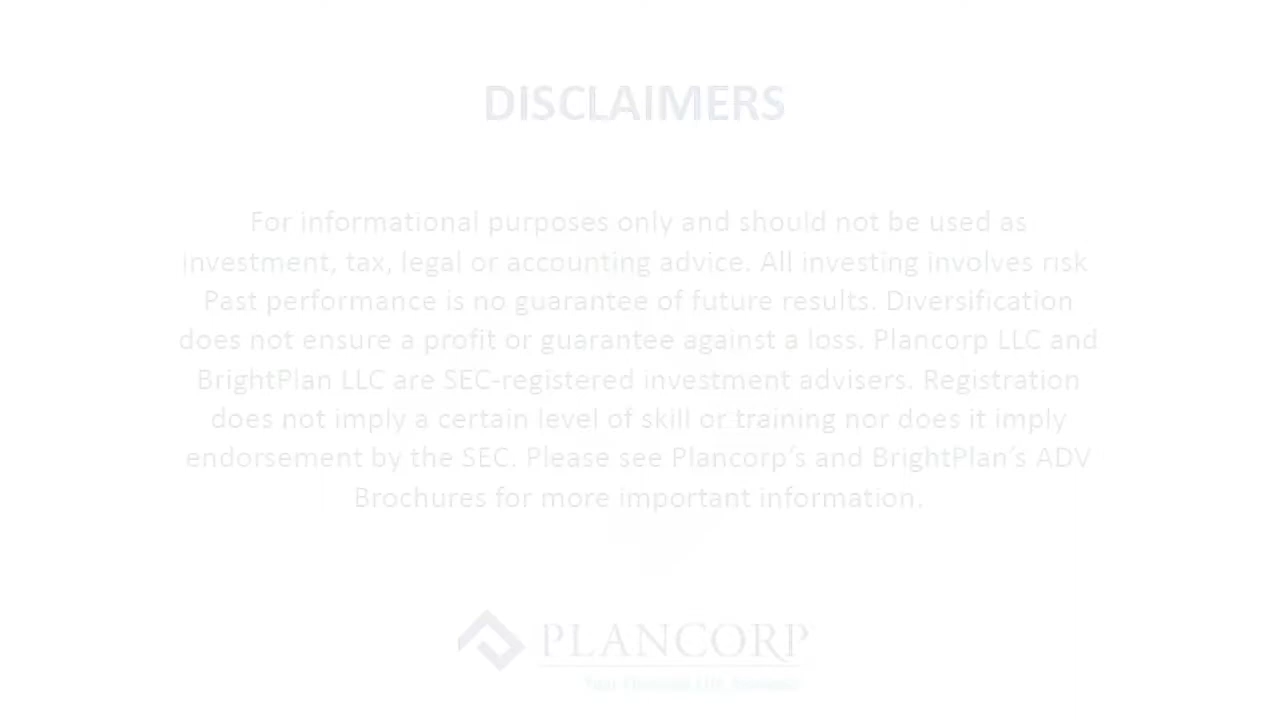 DISCLAIMERS
For informational purposes only and should not be used as
investment, tax, legal or accounting advice. All investing involves risk
Past performance is no guarantee of future results. Diversification
does not ensure a profit or guarantee against a loss. Plancorp LLC and
BrightPlan LLC are SEC-registered investment advisers. Registration
does not imply a certain level of skill or training nor does it imply
endorsement by the SEC. Please see Plancorp’s and BrightPlan’s ADV
Brochures for more important information.
PLANCORP